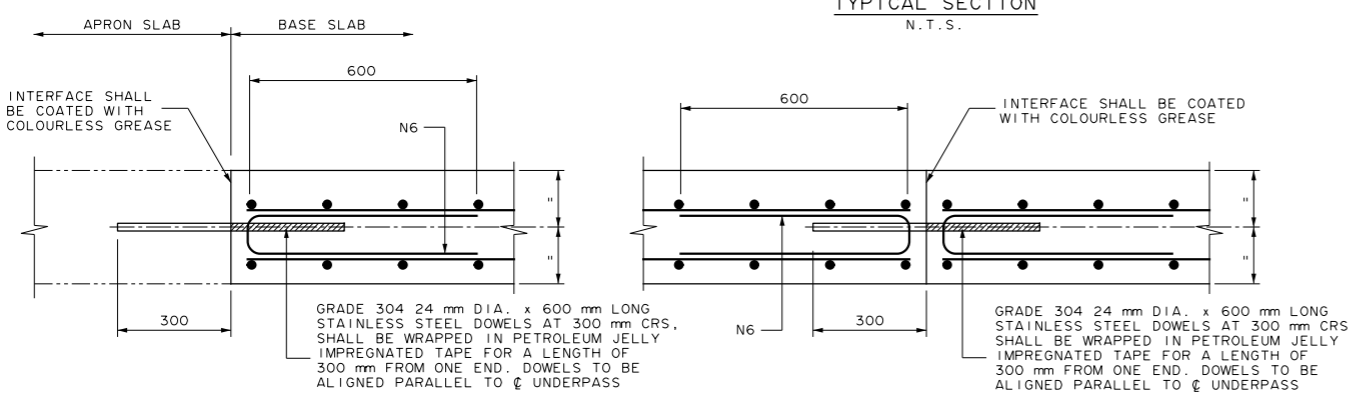 TYPICAL SECTION
N.T.S.
APRON SLAB
BASE SLAB
600
INTERFACE SHALL
BE COATED WITH
COLOURLESS GREASE
N6
"
"
300
GRADE 304 24 mm DIA. x 600 mm LONG
STAINLESS STEEL DOWELS AT 300 mm CRS,
SHALL BE WRAPPED IN PETROLEUM JELLY
IMPREGNATED TAPE FOR A LENGTH OF
300 mm FROM ONE END. DOWELS TO BE
ALIGNED PARALLEL TO ℄ UNDERPASS
600
INTERFACE SHALL BE COATED
WITH COLOURLESS GREASE
"
"
N6
300
GRADE 304 24 mm DIA. x 600 mm LONG
STAINLESS STEEL DOWELS AT 300 mm CRS
SHALL BE WRAPPED IN PETROLEUM JELLY
IMPREGNATED TAPE FOR A LENGTH OF
300 mm FROM ONE END. DOWELS TO BE
ALIGNED PARALLEL TO ℄ UNDERPASS